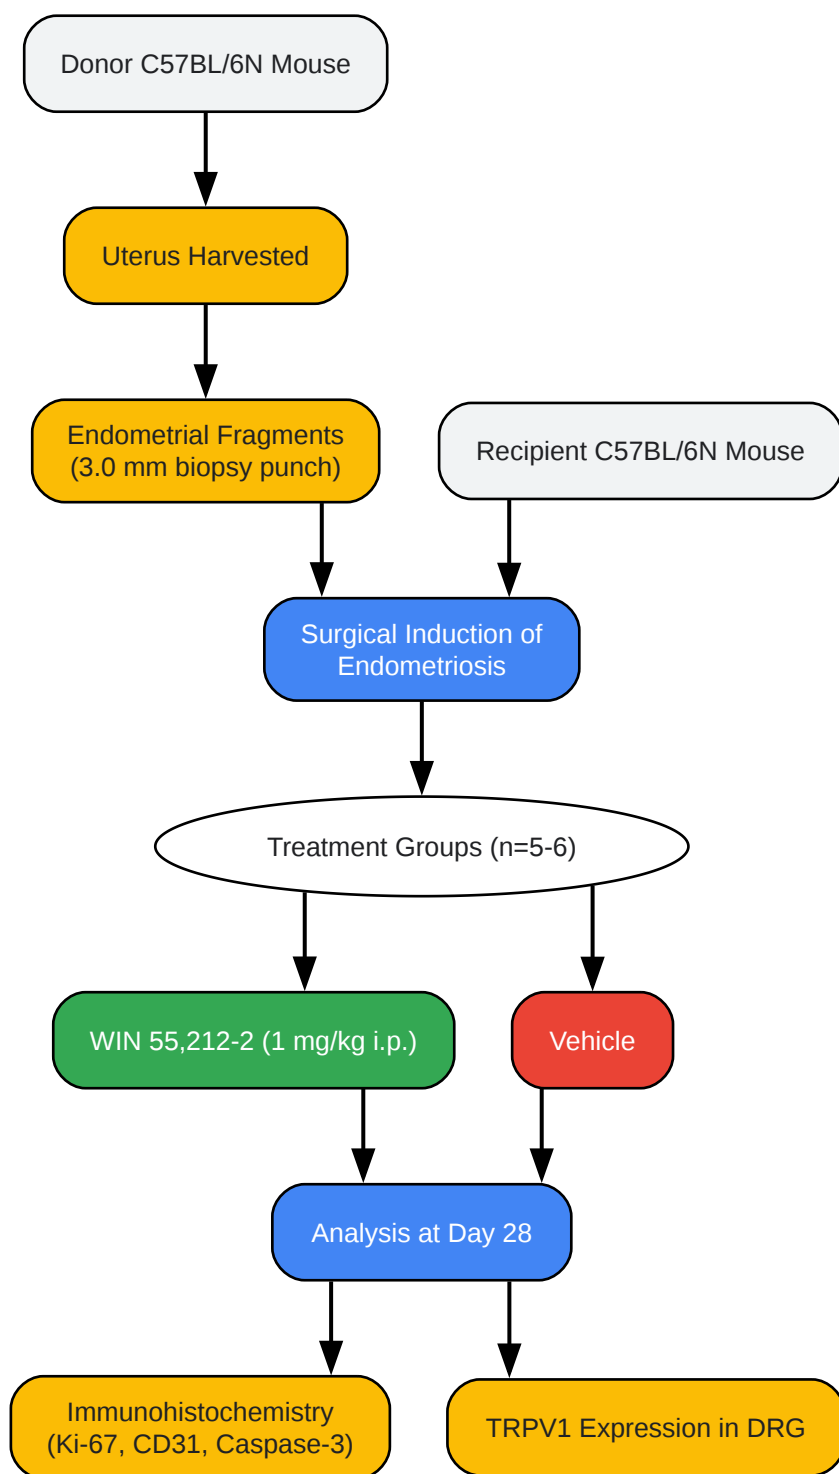 Donor C57BL/6N Mouse
Uterus Harvested
Endometrial Fragments
(3.0 mm biopsy punch)
Recipient C57BL/6N Mouse
Surgical Induction of
Endometriosis
Treatment Groups (n=5-6)
WIN 55,212-2 (1 mg/kg i.p.)
Vehicle
Analysis at Day 28
Immunohistochemistry
(Ki-67, CD31, Caspase-3)
TRPV1 Expression in DRG